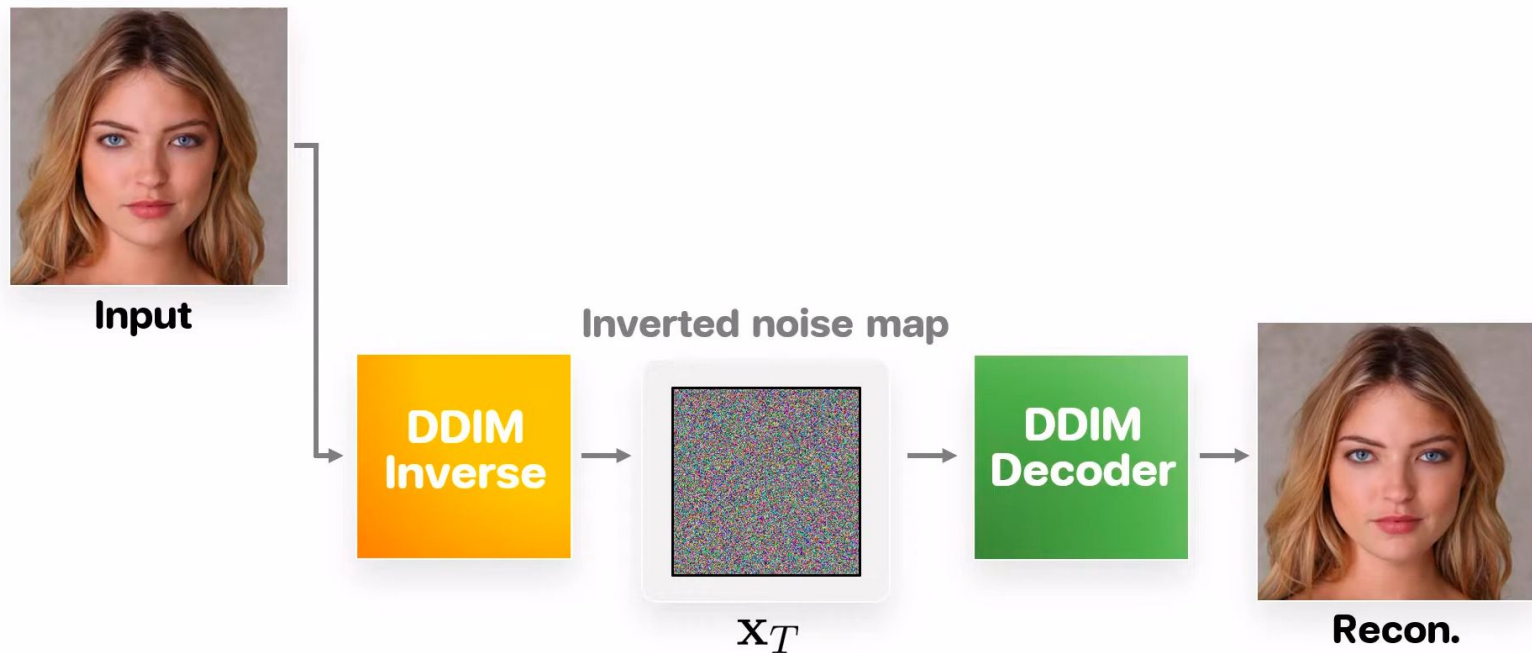 Input
Inverted noise map
DDIM
Inverse
DDIM
Decoder
x_T
Recon.